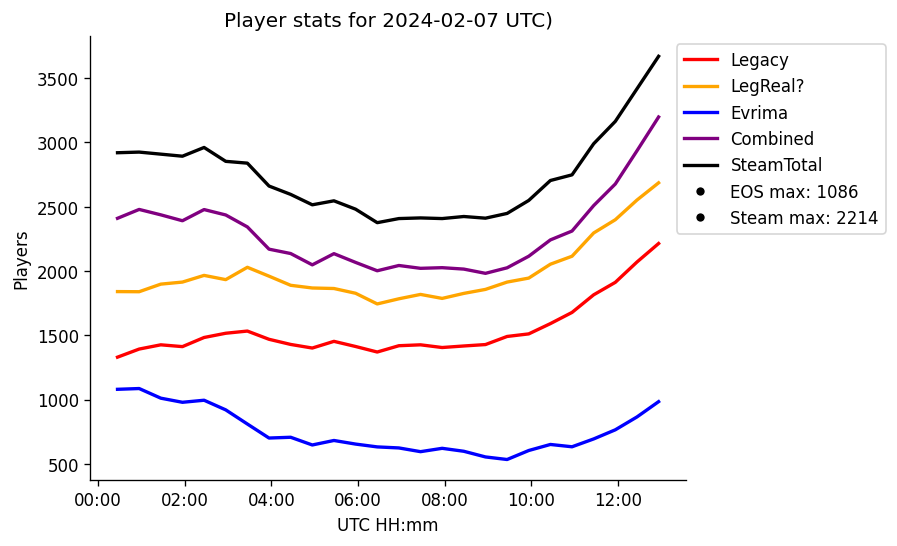 Player stats for 2024-02-07 UTC)
Players
3500
3000
2500
2000
1500
1000
500
00:00 02:00 04:00 06:00 08:00 10:00 12:00
UTC HH:mm
Legacy
LegReal?
Evrima
Combined
SteamTotal
EOS max: 1086
Steam max: 2214